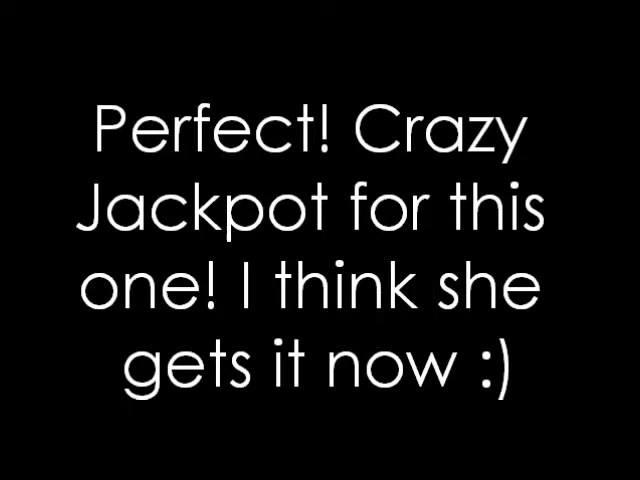 Perfect! Crazy
Jackpot for this
one! I think she
gets it now :)